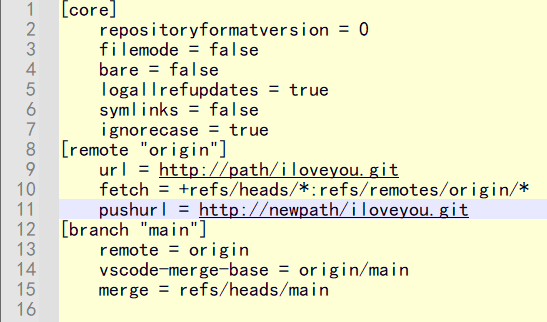 1 [core]
2 repositoryformatversion = 0
3 filemode = false
4 bare = false
5 logallrefupdates = true
6 symlinks = false
7 ignorecase = true
8 [remote "origin"]
9 url = http://path/iloveyou.git
10 fetch = +refs/heads/*:refs/remotes/origin/*
11 pushurl = http://newpath/iloveyou.git
12 [branch "main"]
13 remote = origin
14 vscode-merge-base = origin/main
15 merge = refs/heads/main
16